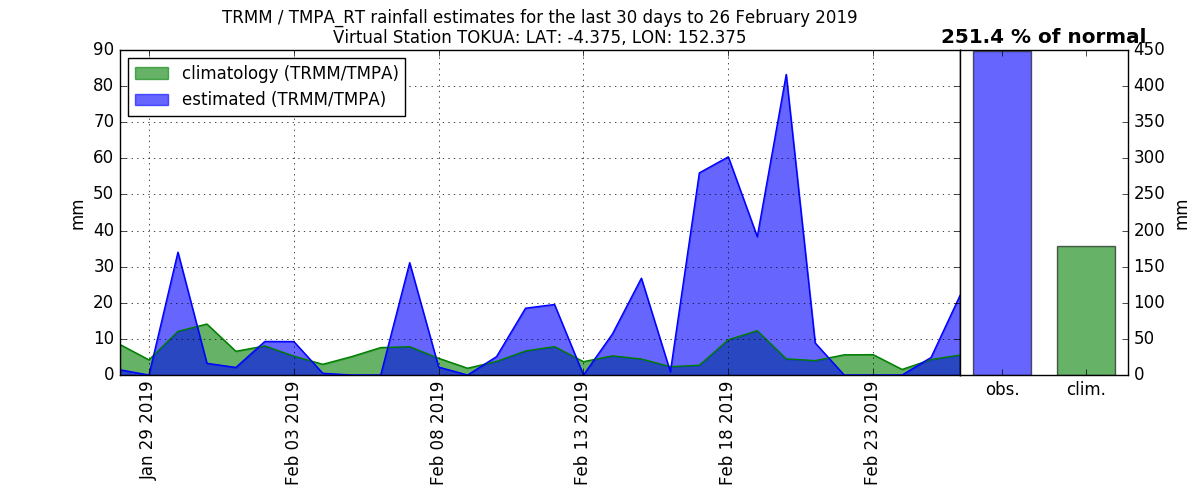 TRMM / TMPA_RT rainfall estimates for the last 30 days to 26 February 2019
Virtual Station TOKUA: LAT: -4.375, LON: 152.375
251.4 % of normal
climatology (TRMM/TMPA)
estimated (TRMM/TMPA)
90
80
70
60
50
40
30
20
10
0
mm
Jan 29 2019
Feb 03 2019
Feb 08 2019
Feb 13 2019
Feb 18 2019
Feb 23 2019
obs.
clim.
450
400
350
300
250
200
150
100
50
0
mm